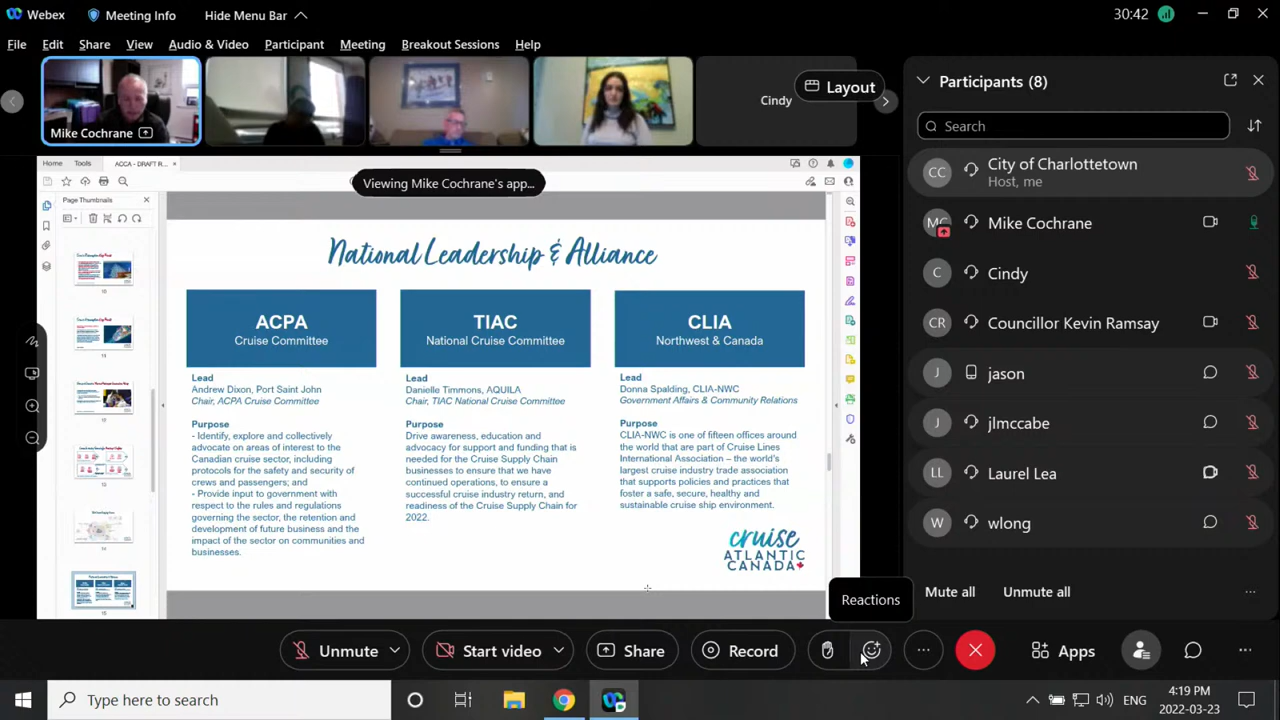 Webex
Meeting Info
Hide Menu Bar
30:42
File Edit Share View Audio & Video Participant Meeting Breakout Sessions Help
Mike Cochrane
Cindy
Layout
Participants (8)
Search
City of Charlottetown
Host, me
Mike Cochrane
Cindy
Councillor Kevin Ramsay
jason
jlmccabe
Laurel Lea
wlong
CC
MC
C
CR
J
J
LL
W
Mute all
Unmute all
Home Tools ACCA - DRAFT R...
Viewing Mike Cochrane's app...
Page Thumbnails
National Leadership & Alliance
ACPA
Cruise Committee
Lead
Andrew Dixon, Port Saint John
Chair, ACPA Cruise Committee
Purpose
- Identify, explore and collectively
advocate on areas of interest to the
Canadian cruise sector, including
protocols for the safety and security of
crews and passengers; and
- Provide input to government with
respect to the rules and regulations
governing the sector, the retention and
development of future business and the
impact of the sector on communities and
businesses.
TIAC
National Cruise Committee
Lead
Danielle Timmons, AQUILA
Chair, TIAC National Cruise Committee
Purpose
Drive awareness, education and
advocacy for support and funding that is
needed for the Cruise Supply Chain
businesses to ensure that we have
continued operations, to ensure a
successful cruise industry return, and
readiness of the Cruise Supply Chain for
2022.
CLIA
Northwest & Canada
Lead
Donna Spalding, CLIA-NWC
Government Affairs & Community Relations
Purpose
CLIA-NWC is one of fifteen offices around
the world that are part of Cruise Lines
International Association – the world's
largest cruise industry trade association
that supports policies and practices that
foster a safe, secure, healthy and
sustainable cruise ship environment.
cruise
ATLANTIC
CANADA
Reactions
Unmute
Start video
Share
Record
Apps
Type here to search
ENG
4:19 PM
2022-03-23